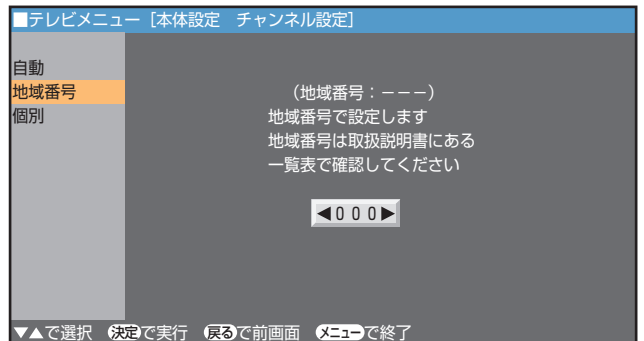 ■テレビメニュー [本体設定 チャンネル設定]
自動
地域番号
個別
（地域番号：－－－）
地域番号で設定します
地域番号は取扱説明書にある
一覧表で確認してください
◀000▶
▼▲で選択 決定で実行 戻るで前画面 メニューで終了